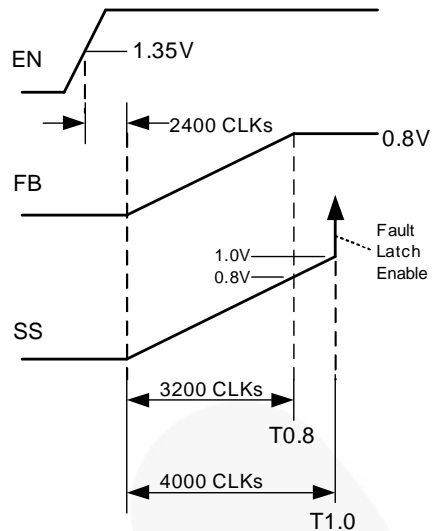 EN
1.35V
2400 CLKs
FB
0.8V
1.0V
0.8V
Fault
Latch
Enable
SS
3200 CLKs
T0.8
4000 CLKs
T1.0